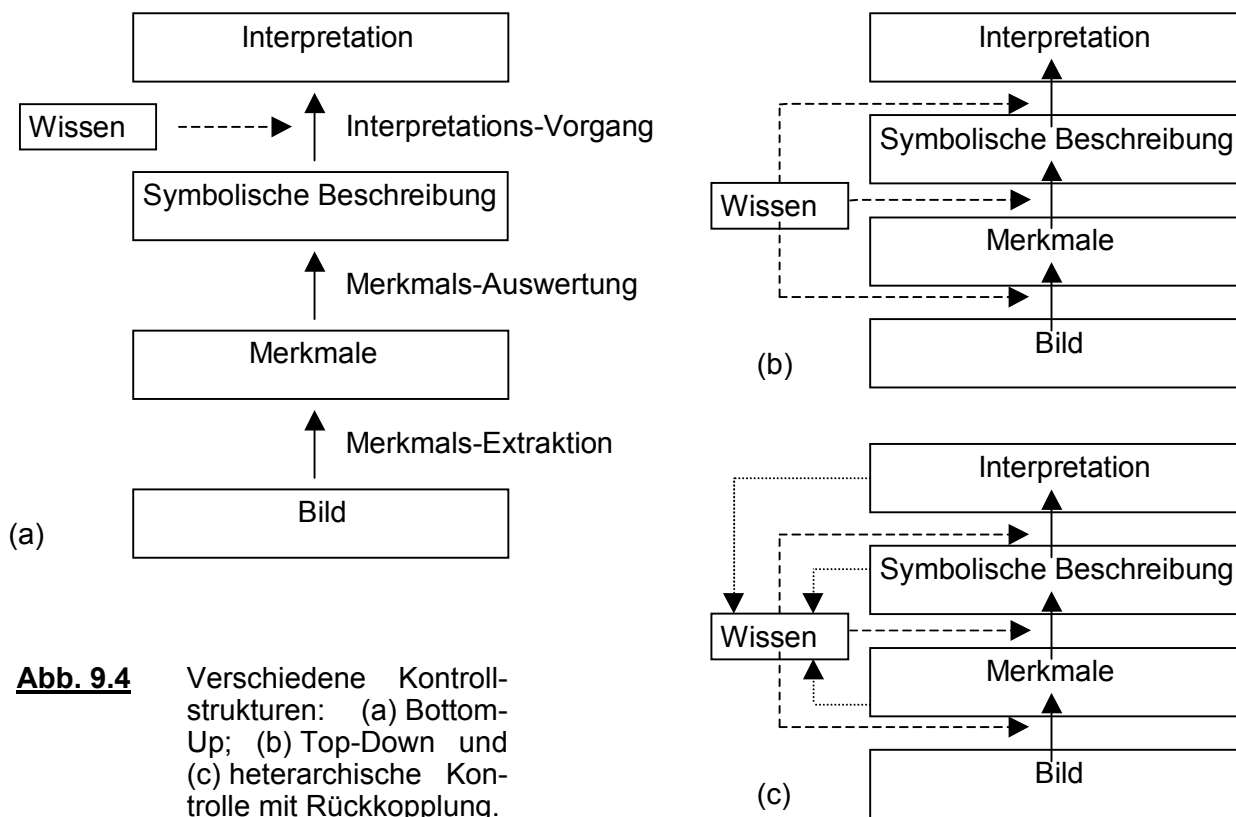 Interpretation
Wissen
Interpretations-Vorgang
Symbolische Beschreibung
Merkmals-Auswertung
Merkmale
Merkmals-Extraktion
Bild
(a)
Interpretation
Symbolische Beschreibung
Wissen
Merkmale
Bild
(b)
Interpretation
Symbolische Beschreibung
Wissen
Merkmale
Bild
(c)
Abb. 9.4 Verschiedene Kontroll-
strukturen: (a) Bottom-
Up; (b) Top-Down und
(c) heterarchische Kon-
trolle mit Rückkopplung.